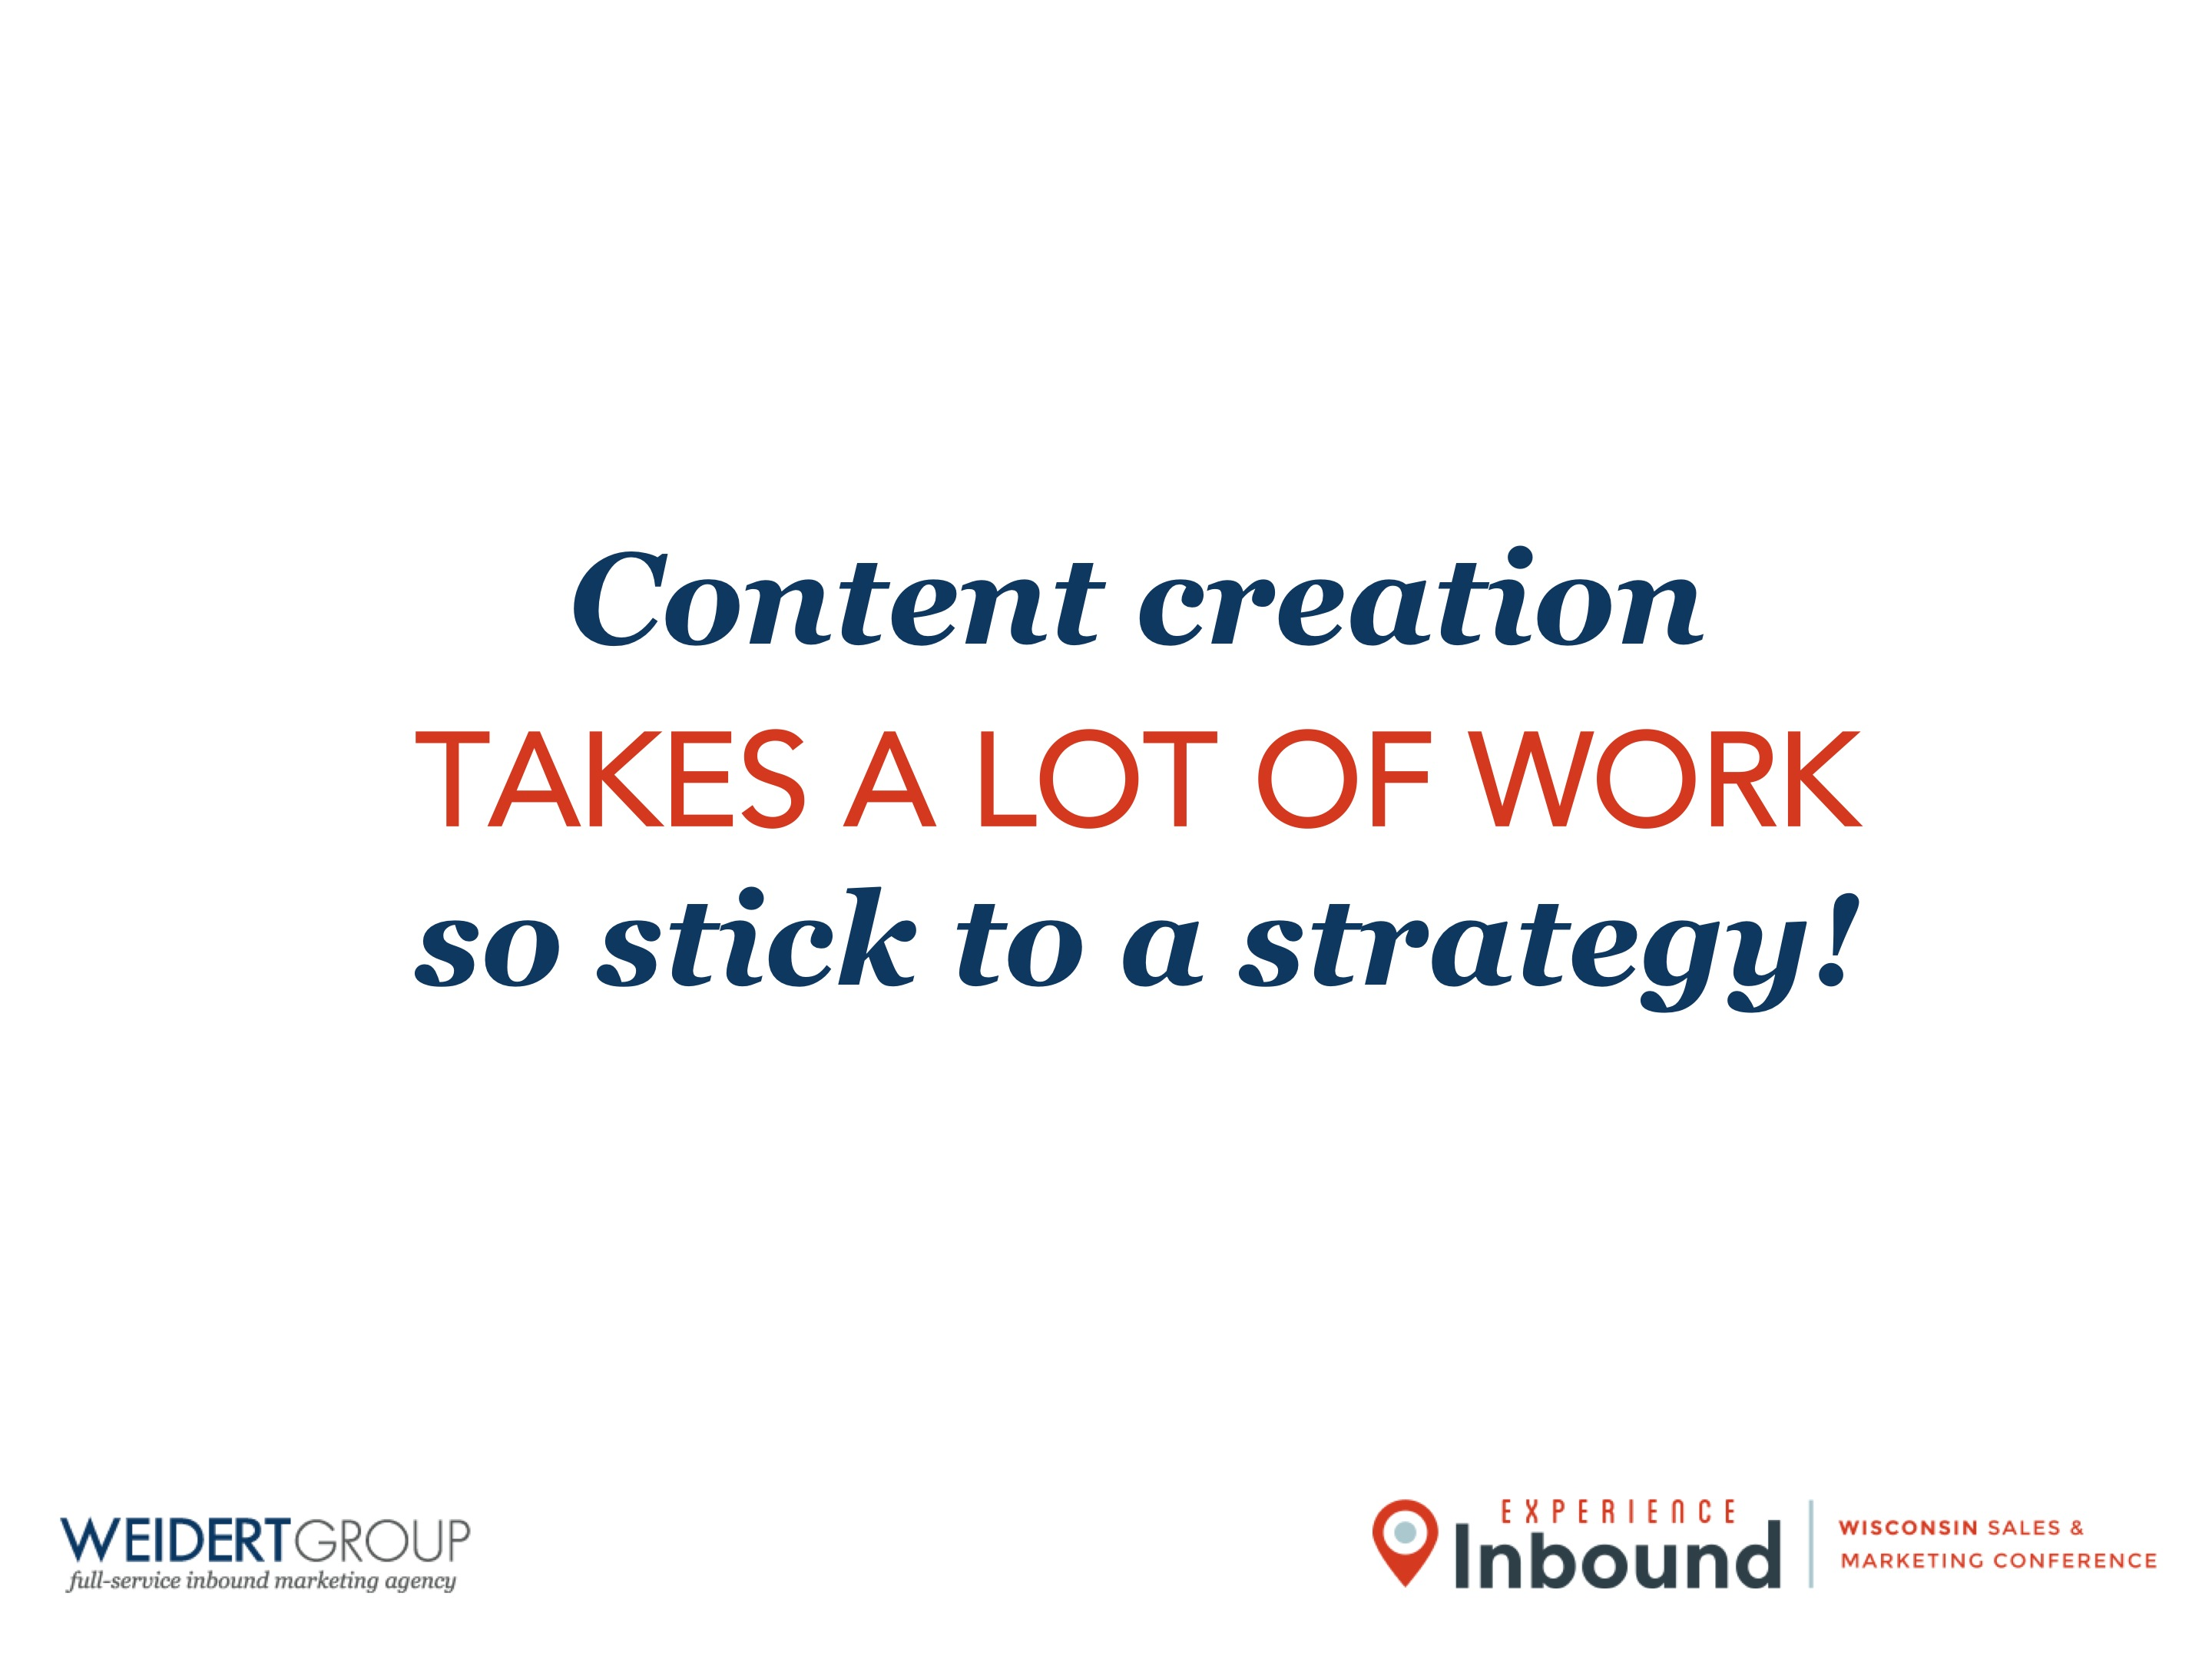 Content creation
TAKES A LOT OF WORK
so stick to a strategy!
WEIDERTGROUP
full-service inbound marketing agency
EXPERIENCE
Inbound
WISCONSIN SALES &
MARKETING CONFERENCE